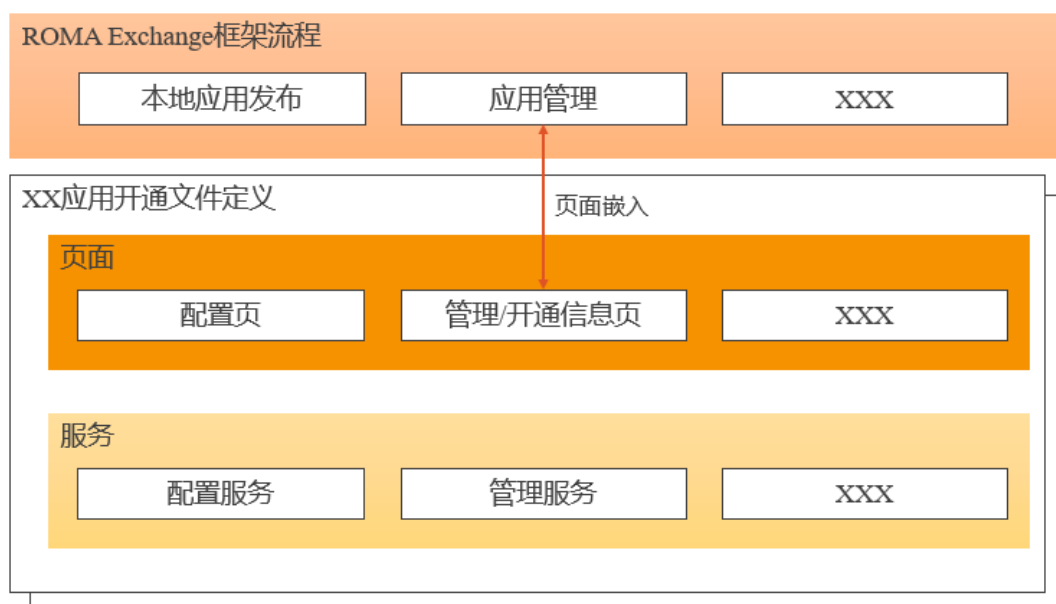 ROMA Exchange框架流程
本地应用发布
应用管理
XXX
XX应用开通文件定义
页面嵌入
页面
配置页
管理/开通信息页
XXX
服务
配置服务
管理服务
XXX